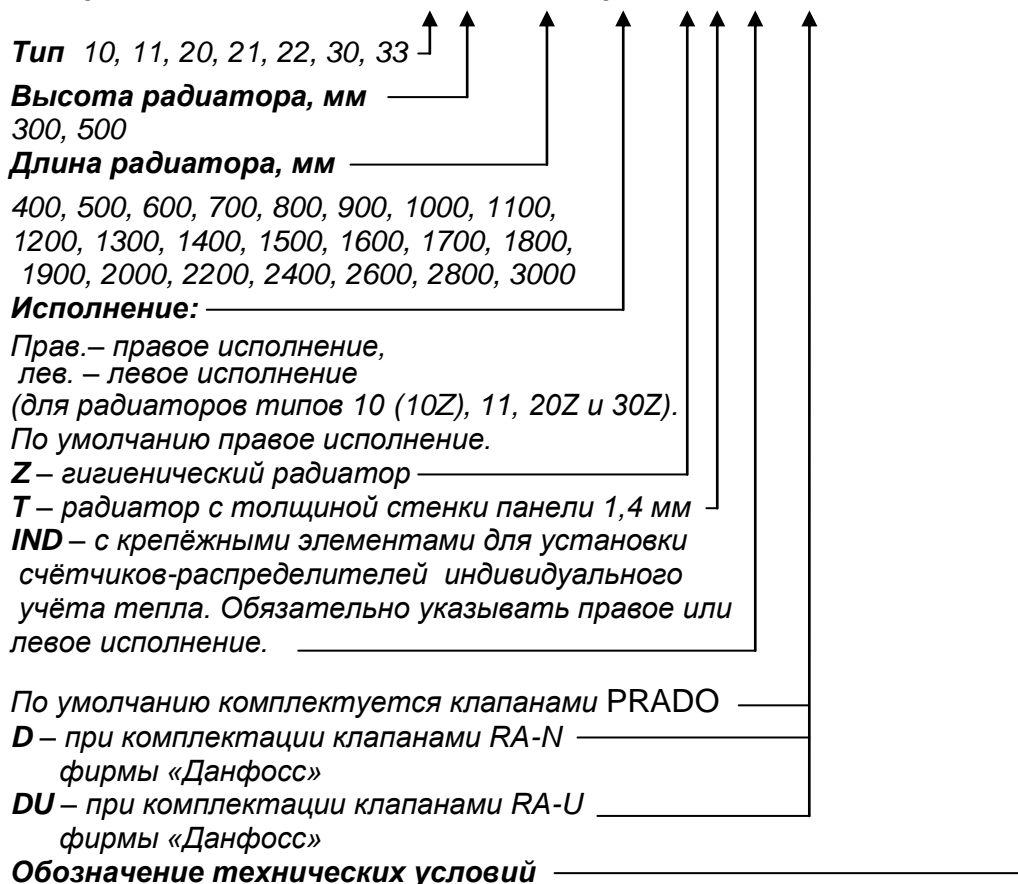 Тип 10, 11, 20, 21, 22, 30, 33
Высота радиатора, мм
300, 500
Длина радиатора, мм
400, 500, 600, 700, 800, 900, 1000, 1100,
1200, 1300, 1400, 1500, 1600, 1700, 1800,
1900, 2000, 2200, 2400, 2600, 2800, 3000
Исполнение:
Прав.– правое исполнение,
лев. – левое исполнение
(для радиаторов типов 10 (10Z), 11, 20Z и 30Z).
По умолчанию правое исполнение.
Z – гигиенический радиатор
T – радиатор с толщиной стенки панели 1,4 мм
IND – с крепёжными элементами для установки
счётчиков-распределителей индивидуального
учёта тепла. Обязательно указывать правое или
левое исполнение.
По умолчанию комплектуется клапанами PRADO
D – при комплектации клапанами RA-N
фирмы «Данфосс»
DU – при комплектации клапанами RA-U
фирмы «Данфосс»
Обозначение технических условий